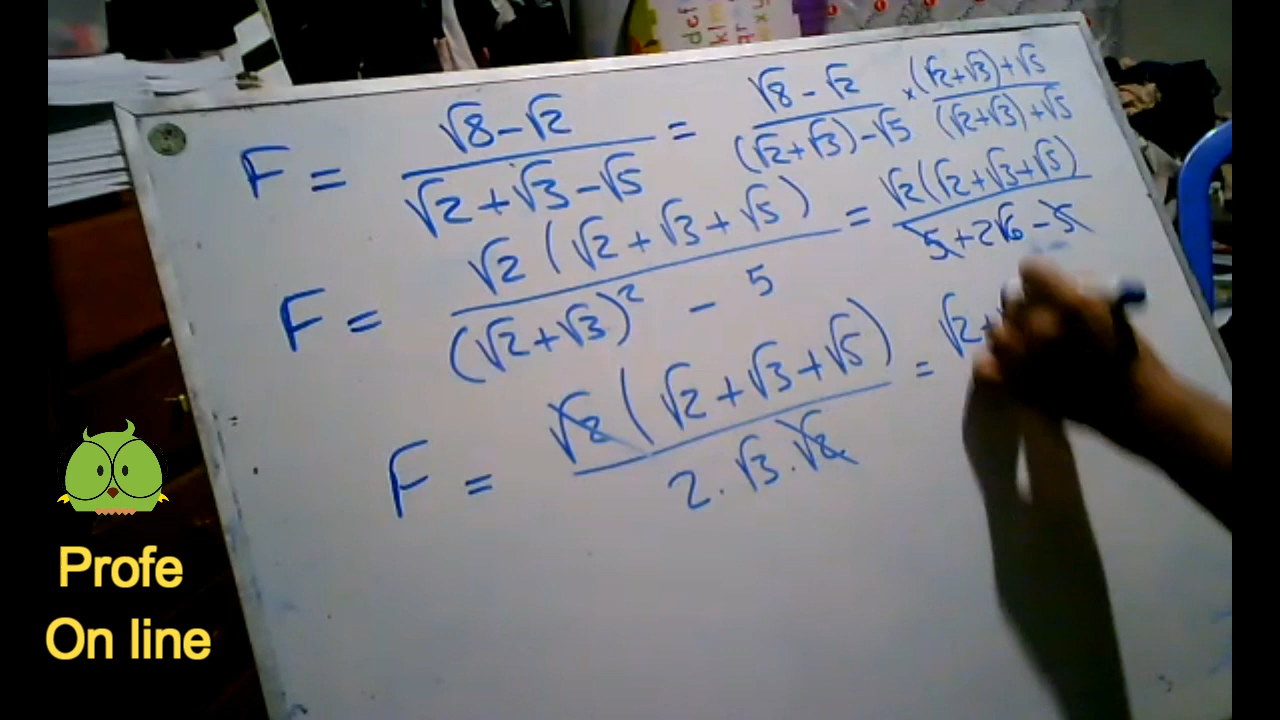 F = (√8-√2)/(√2+√3-√5) = (√8-√2)/((√2+√3)-√5) × ((√2+√3)+√5)/((√2+√3)+√5)
F = √2(√2+√3+√5)/((√2+√3)² - 5) = √2(√2+√3+√5)/(5+2√6-5)
F = √2(√2+√3+√5)/(2.√3.√2) = √2+
Profe
On line